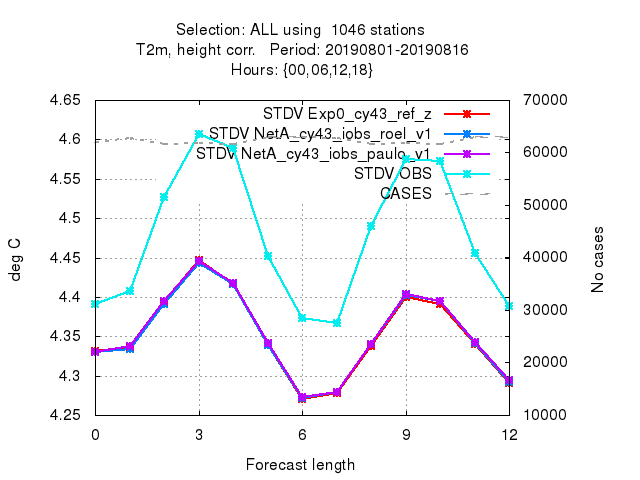 Selection: ALL using  1046 stations
T2m, height corr.   Period: 20190801-20190816
Hours: {00,06,12,18}
STDV Exp0_cy43_ref_z
STDV NetA_cy43_iobs_roel_v1
STDV NetA_cy43_iobs_paulo_v1
STDV OBS
CASES
deg C
4.65
4.6
4.55
4.5
4.45
4.4
4.35
4.3
4.25
70000
60000
50000
40000
30000
20000
10000
No cases
0 3 6 9 12
Forecast length